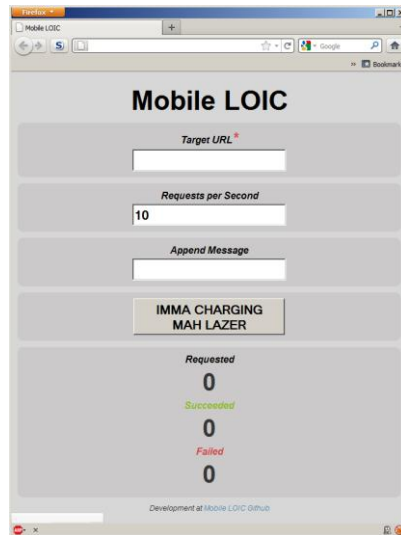 Firefox
Mobile LOIC
Google
Bookmark
Mobile LOIC
Target URL*
Requests per Second
10
Append Message
IMMA CHARGING
MAH LAZER
Requested
0
Succeeded
0
Failed
0
Development at Mobile LOIC Github